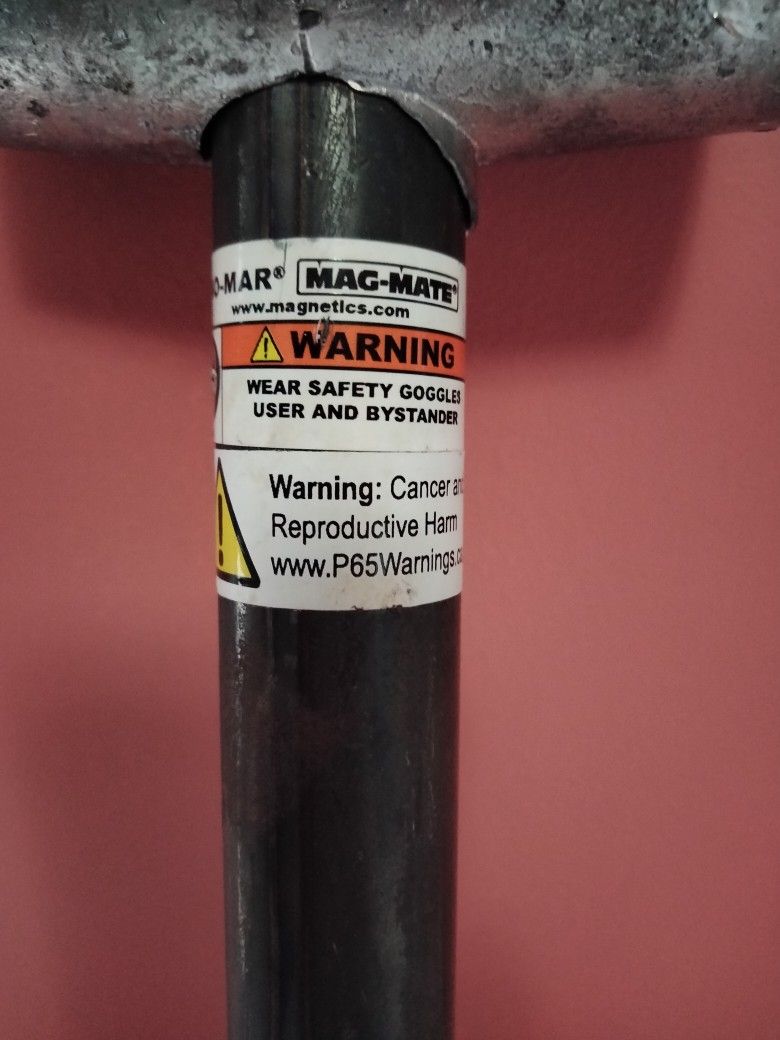 O-MAR® MAG-MATE®
www.magnetics.com
WARNING
WEAR SAFETY GOGGLES
USER AND BYSTANDER
Warning: Cancer and
Reproductive Harm
www.P65Warnings.c